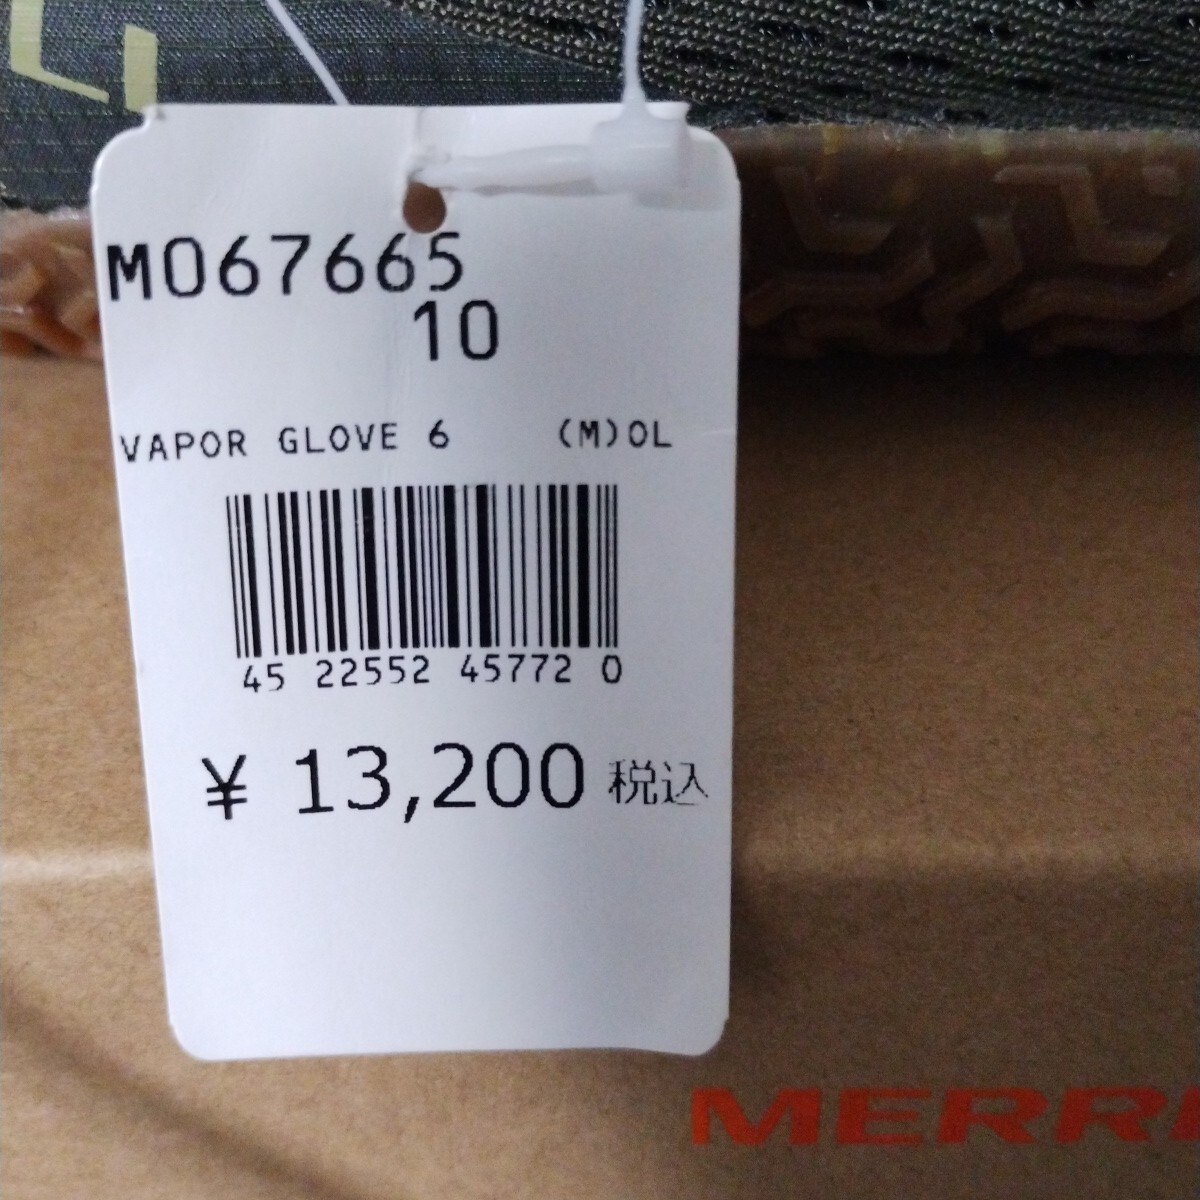 M067665
10
VAPOR GLOVE 6 (M)OL
45 22552 45772 0
¥ 13,200 税込
MERR